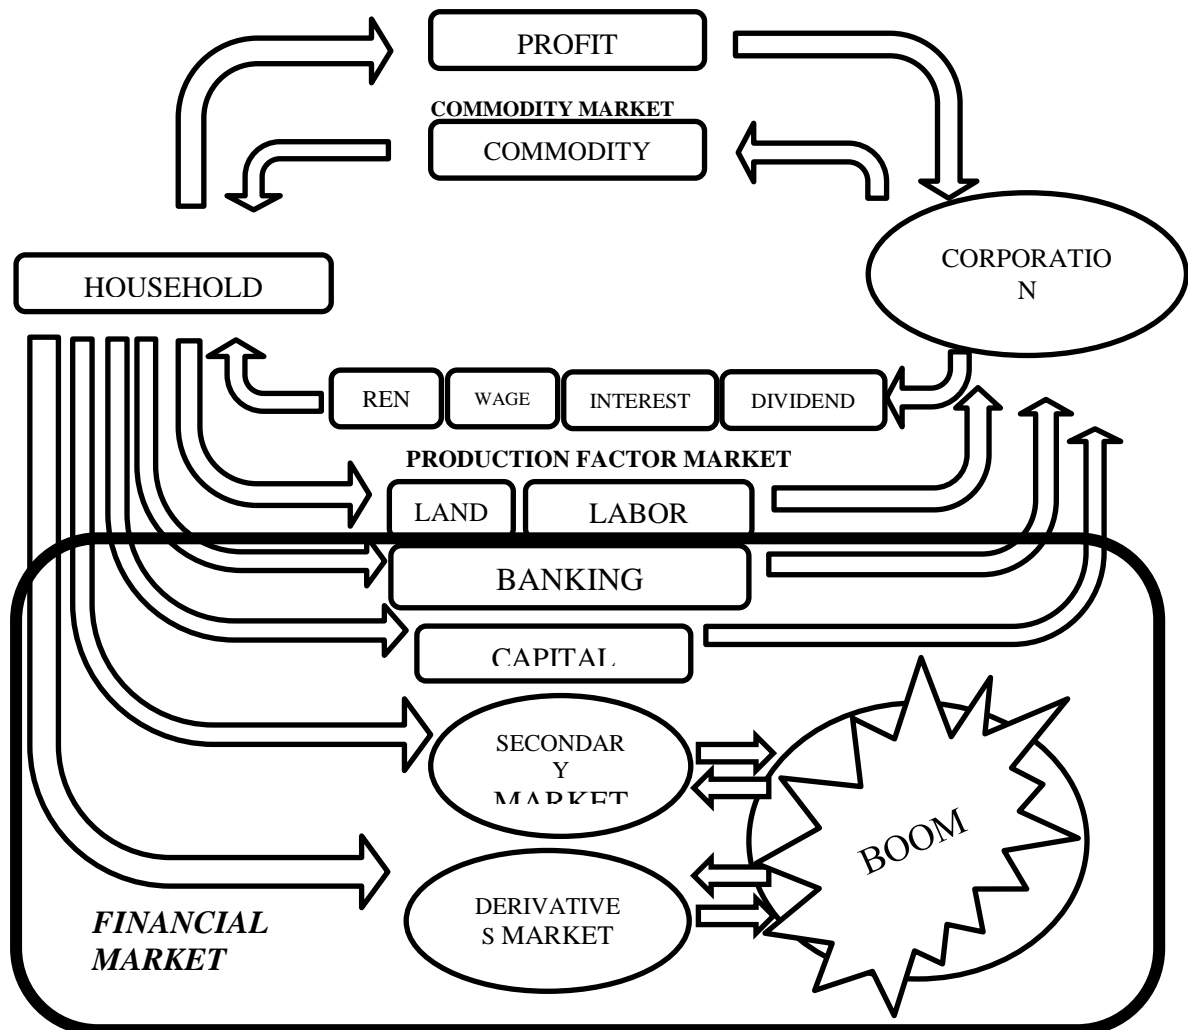 PROFIT
COMMODITY MARKET
COMMODITY
CORPORATIO
N
HOUSEHOLD
REN
WAGE
INTEREST
DIVIDEND
PRODUCTION FACTOR MARKET
LAND
LABOR
BANKING
CAPITAL
SECONDAR
Y
MARKET
BOOM
DERIVATIVE
S MARKET
FINANCIAL
MARKET